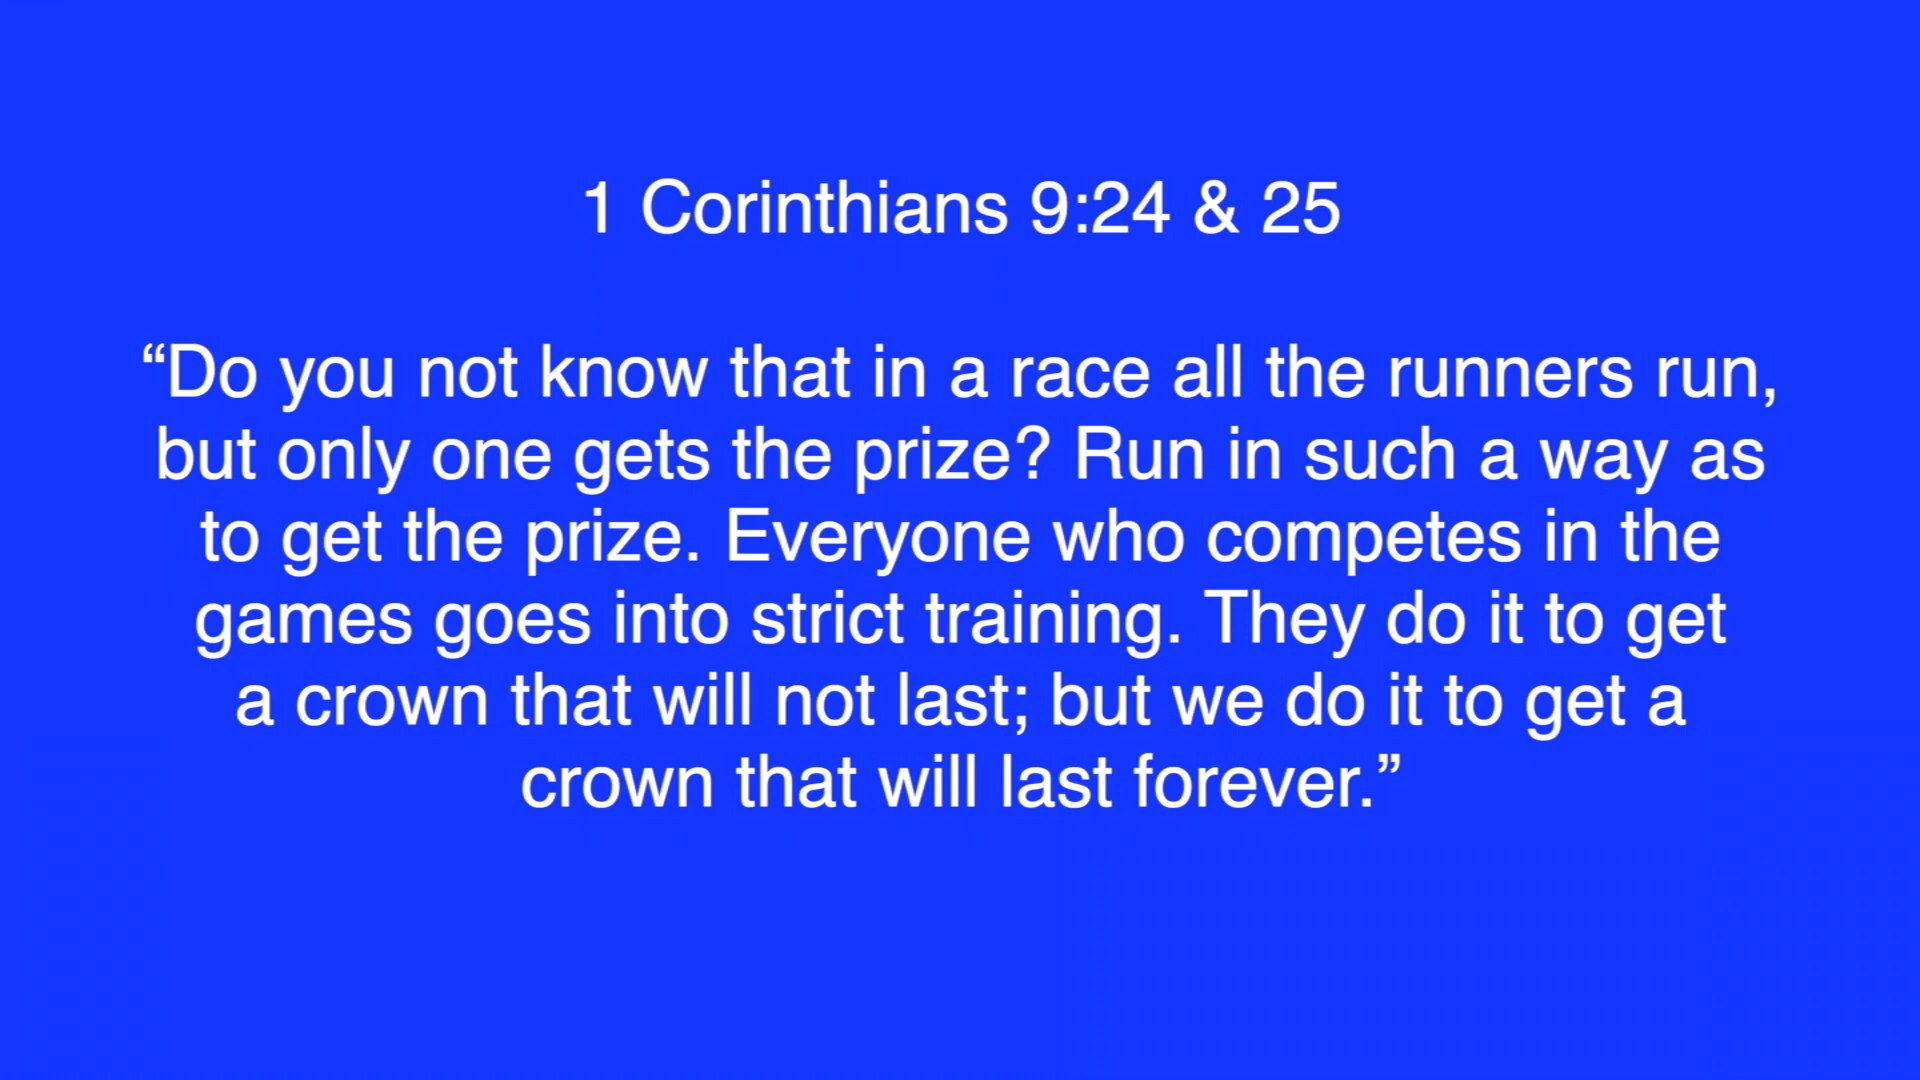 1 Corinthians 9:24 & 25
“Do you not know that in a race all the runners run,
but only one gets the prize? Run in such a way as
to get the prize. Everyone who competes in the
games goes into strict training. They do it to get
a crown that will not last; but we do it to get a
crown that will last forever.”